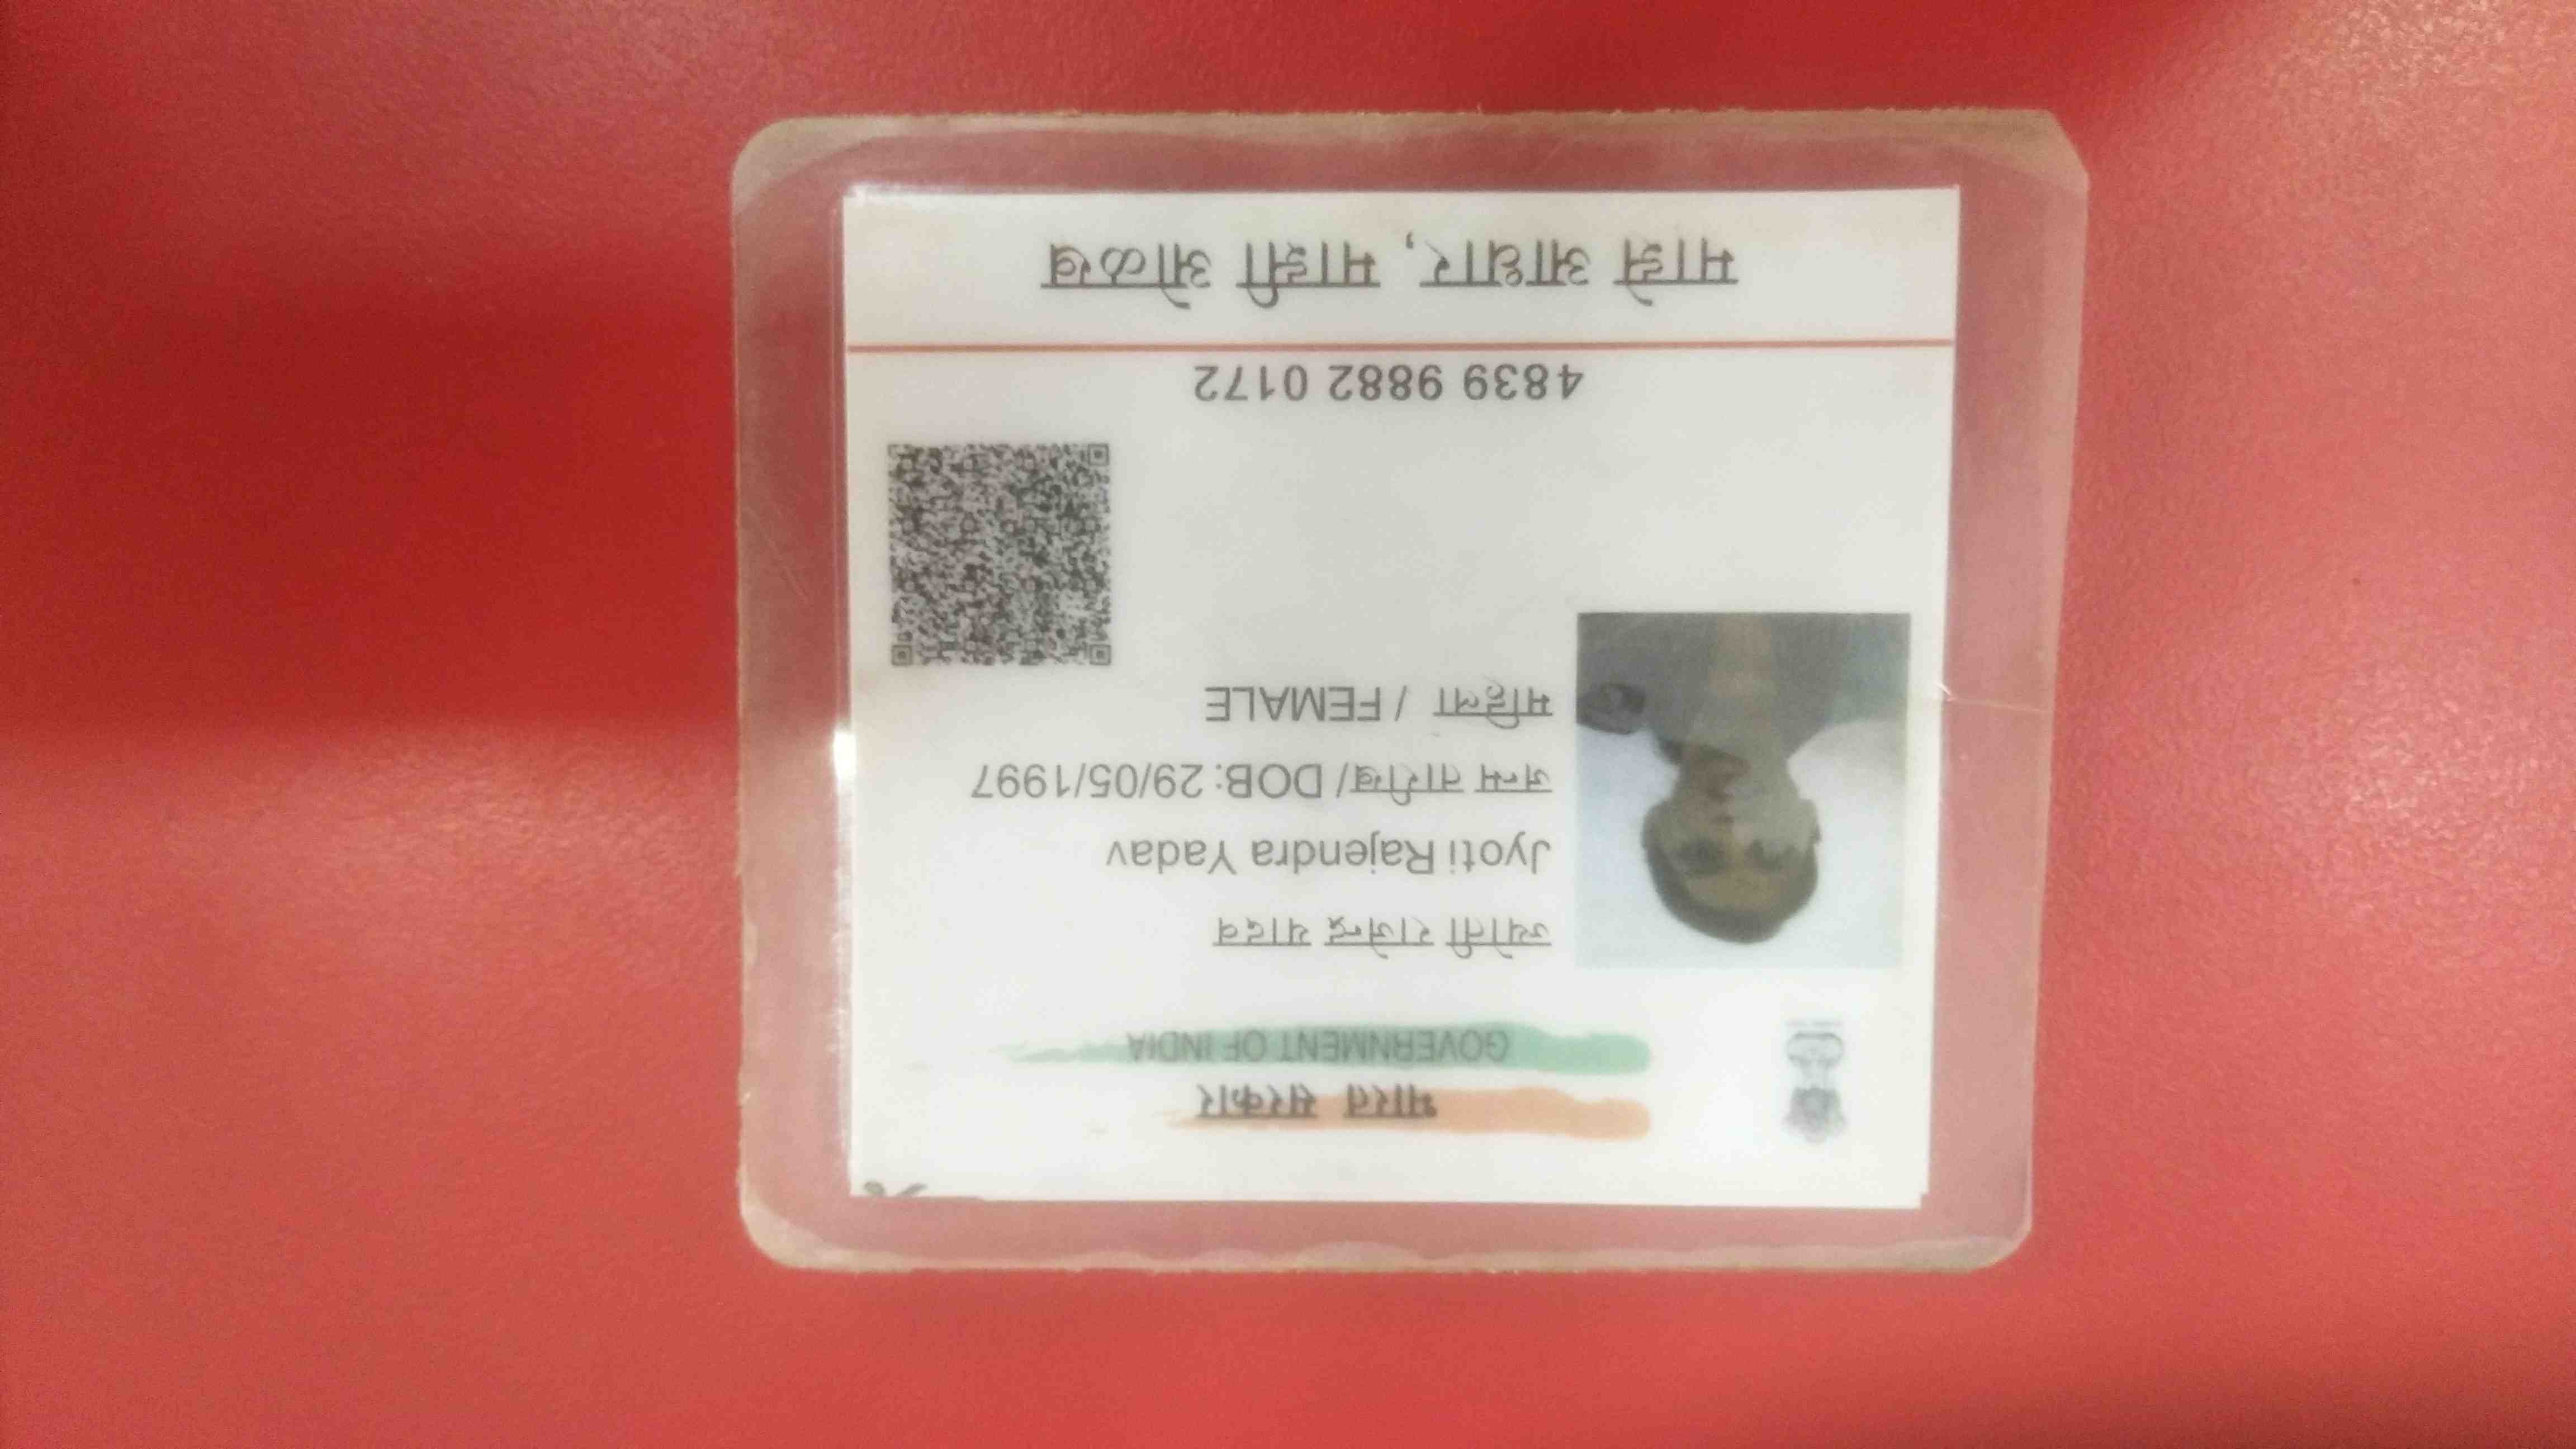 भारत सरकार
GOVERNMENT OF INDIA
ज्योती राजेन्द्र यादव
Jyoti Rajendra Yadav
जन्म तारीख/ DOB: 29/05/1997
महिला / FEMALE
4839 9882 0172
माझे आधार, माझी ओळख